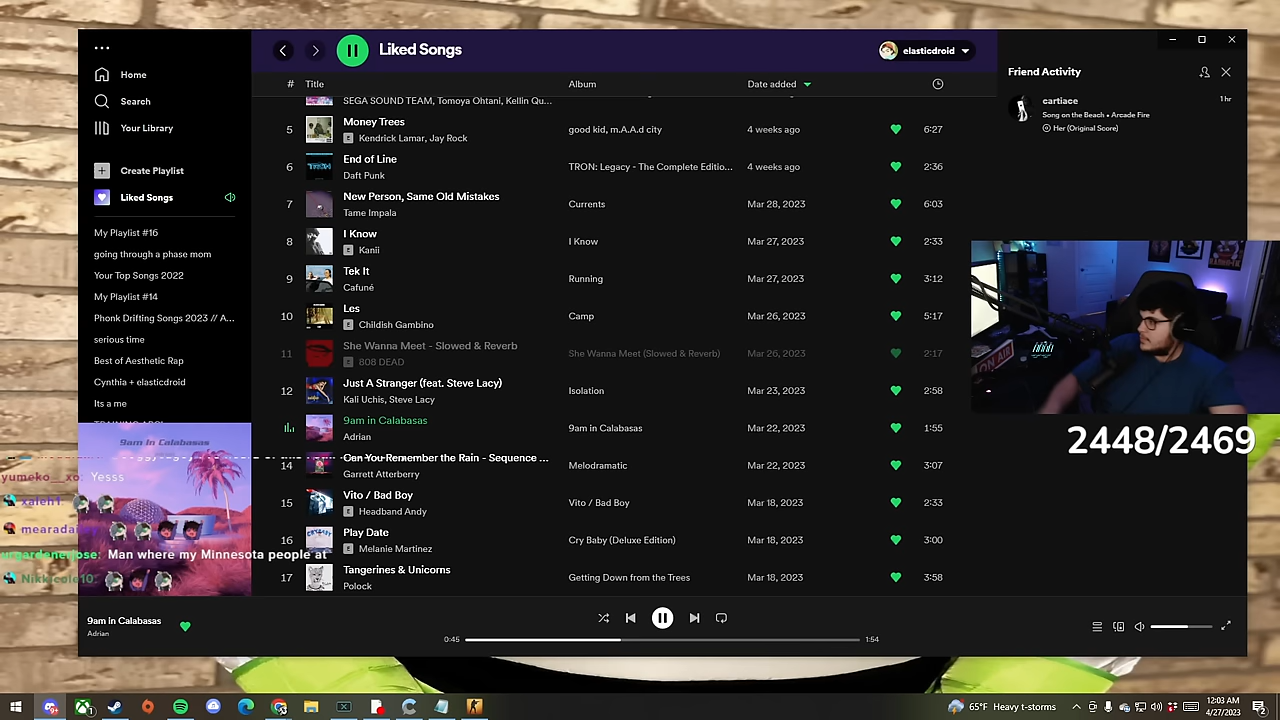 Liked Songs
elasticdroid
Home
Search
Your Library
Create Playlist
Liked Songs
My Playlist #16
going through a phase mom
Your Top Songs 2022
My Playlist #14
Phonk Drifting Songs 2023 // A...
serious time
Best of Aesthetic Rap
Cynthia + elasticdroid
Its a me
# Title Album Date added
SEGA SOUND TEAM, Tomoya Ohtani, Kellin Qu...
5 Money Trees good kid, m.A.A.d city 4 weeks ago 6:27
E Kendrick Lamar, Jay Rock
6 End of Line TRON: Legacy - The Complete Editio... 4 weeks ago 2:36
Daft Punk
7 New Person, Same Old Mistakes Currents Mar 28, 2023 6:03
Tame Impala
8 I Know I Know Mar 27, 2023 2:33
E Kanii
9 Tek It Running Mar 27, 2023 3:12
Cafuné
10 Les Camp Mar 26, 2023 5:17
E Childish Gambino
11 She Wanna Meet - Slowed & Reverb She Wanna Meet (Slowed & Reverb) Mar 26, 2023 2:17
E 808 DEAD
12 Just A Stranger (feat. Steve Lacy) Isolation Mar 23, 2023 2:58
Kali Uchis, Steve Lacy
9am in Calabasas 9am in Calabasas Mar 22, 2023 1:55
Adrian
14 Can You Remember the Rain - Sequence ... Melodramatic Mar 22, 2023 3:07
Garrett Atterberry
15 Vito / Bad Boy Vito / Bad Boy Mar 18, 2023 2:33
E Headband Andy
16 Play Date Cry Baby (Deluxe Edition) Mar 18, 2023 3:00
E Melanie Martinez
17 Tangerines & Unicorns Getting Down from the Trees Mar 18, 2023 3:58
Polock
Friend Activity
cartiace 1 hr
Song on the Beach • Arcade Fire
Her (Original Score)
ON AIR
2448/2469
9am In Calabasas
yumeko__xo: Yesss
xaleh1:
Man where my Minnesota people at
9am in Calabasas
Adrian
0:45 1:54
65°F Heavy t-storms
12:03 AM
4/27/2023